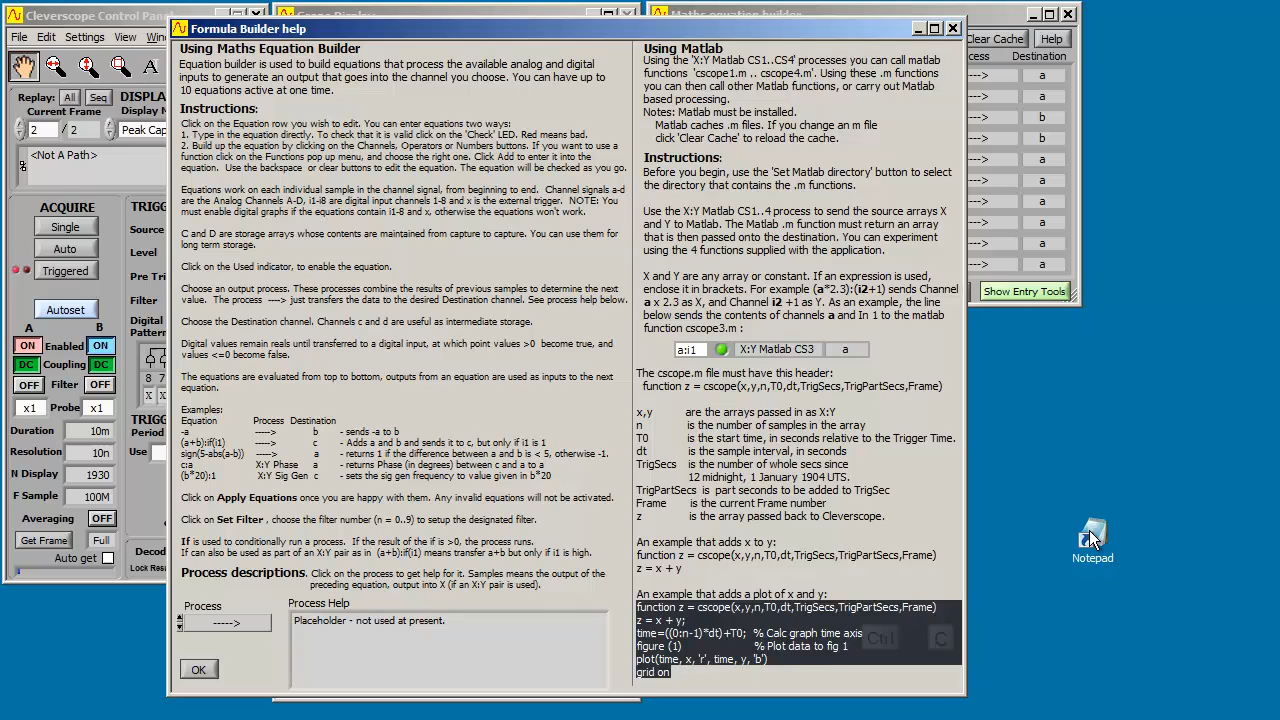 Cleverscope Control Pan
File Edit Settings View Win
Replay: All Seq DISPL
Current Frame Display M
2 / 2 Peak Cap
<Not A Path>
ACQUIRE TRIG
Single Source
Auto Level
Triggered Pre Tri
Autoset Filter
A B Digital
Pattern
ON Enabled ON
DC Coupling DC
OFF Filter OFF 8 7
x1 Probe x1 X X
Duration 10m TRIG
Resolution 10n Period
N Display 1930 Use
F Sample 100M
Averaging OFF
Get Frame Full
Auto get Decod
Lock Resu
Formula Builder help
Using Maths Equation Builder
Equation builder is used to build equations that process the available analog and digital
inputs to generate an output that goes into the channel you choose. You can have up to
10 equations active at one time.
Instructions:
Click on the Equation row you wish to edit. You can enter equations two ways:
1. Type in the equation directly. To check that it is valid click on the 'Check' LED. Red means bad.
2. Build up the equation by clicking on the Channels, Operators or Numbers buttons. If you want to use a
function click on the Functions pop up menu, and choose the right one. Click Add to enter it into the
equation. Use the backspace or clear buttons to edit the equation. The equation will be checked as you go.
Equations work on each individual sample in the channel signal, from beginning to end. Channel signals a-d
are the Analog Channels A-D, i1-i8 are digital input channels 1-8 and x is the external trigger. NOTE: You
must enable digital graphs if the equations contain i1-8 and x, otherwise the equations won't work.
C and D are storage arrays whose contents are maintained from capture to capture. You can use them for
long term storage.
Click on the Used indicator, to enable the equation.
Choose an output process. These processes combine the results of previous samples to determine the next
value. The process ----> just transfers the data to the desired Destination channel. See process help below.
Choose the Destination channel. Channels c and d are useful as intermediate storage.
Digital values remain reals until transferred to a digital input, at which point values >0 become true, and
values <=0 become false.
The equations are evaluated from top to bottom, outputs from an equation are used as inputs to the next
equation.
Examples:
Equation Process Destination
-a -----> b - sends -a to b
(a+b):if(i1) -----> c - Adds a and b and sends it to c, but only if i1 is 1
sign(5-abs(a-b)) -----> a - returns 1 if the difference between a and b is < 5, otherwise -1.
c:a X:Y Phase a - returns Phase (in degrees) between c and a to a
(b*20):1 X:Y Sig Gen c - sets the sig gen frequency to value given in b*20
Click on Apply Equations once you are happy with them. Any invalid equations will not be activated.
Click on Set Filter , choose the filter number (n = 0..9) to setup the designated filter.
If is used to conditionally run a process. If the result of the if is >0, the process runs.
If can also be used as part of an X:Y pair as in (a+b):if(i1) means transfer a+b but only if i1 is high.
Process descriptions. Click on the process to get help for it. Samples means the output of the
preceding equation, output into X (if an X:Y pair is used).
Process Process Help
-----> Placeholder - not used at present.
OK
Using Matlab
Using the 'X:Y Matlab CS1..CS4' processes you can call matlab
functions 'cscope1.m .. cscope4.m'. Using these .m functions
you can then call other Matlab functions, or carry out Matlab
based processing.
Notes: Matlab must be installed.
Matlab caches .m files. If you change an m file
click 'Clear Cache' to reload the cache.
Instructions:
Before you begin, use the 'Set Matlab directory' button to select
the directory that contains the .m functions.
Use the X:Y Matlab CS1..4 process to send the source arrays X
and Y to Matlab. The Matlab .m function must return an array
that is then passed onto the destination. You can experiment
using the 4 functions supplied with the application.
X and Y are any array or constant. If an expression is used,
enclose it in brackets. For example (a*2.3):(i2+1) sends Channel
a x 2.3 as X, and Channel i2 +1 as Y. As an example, the line
below sends the contents of channels a and In 1 to the matlab
function cscope3.m :
a:i1 X:Y Matlab CS3 a
The cscope.m file must have this header:
function z = cscope(x,y,n,T0,dt,TrigSecs,TrigPartSecs,Frame)
x,y are the arrays passed in as X:Y
n is the number of samples in the array
T0 is the start time, in seconds relative to the Trigger Time.
dt is the sample interval, in seconds
TrigSecs is the number of whole secs since
12 midnight, 1 January 1904 UTS.
TrigPartSecs is part seconds to be added to TrigSec
Frame is the current Frame number
z is the array passed back to Cleverscope.
An example that adds x to y:
function z = cscope(x,y,n,T0,dt,TrigSecs,TrigPartSecs,Frame)
z = x + y
An example that adds a plot of x and y:
function z = cscope(x,y,n,T0,dt,TrigSecs,TrigPartSecs,Frame)
z = x + y;
time=((0:n-1)*dt)+T0; % Calc graph time axis
figure (1) % Plot data to fig 1
plot(time, x, 'r', time, y, 'b')
grid on
Ctrl C
Clear Cache Help
cess Destination
---> a
---> a
---> b
---> b
---> a
---> a
---> a
---> a
---> a
---> a
Show Entry Tools
Notepad